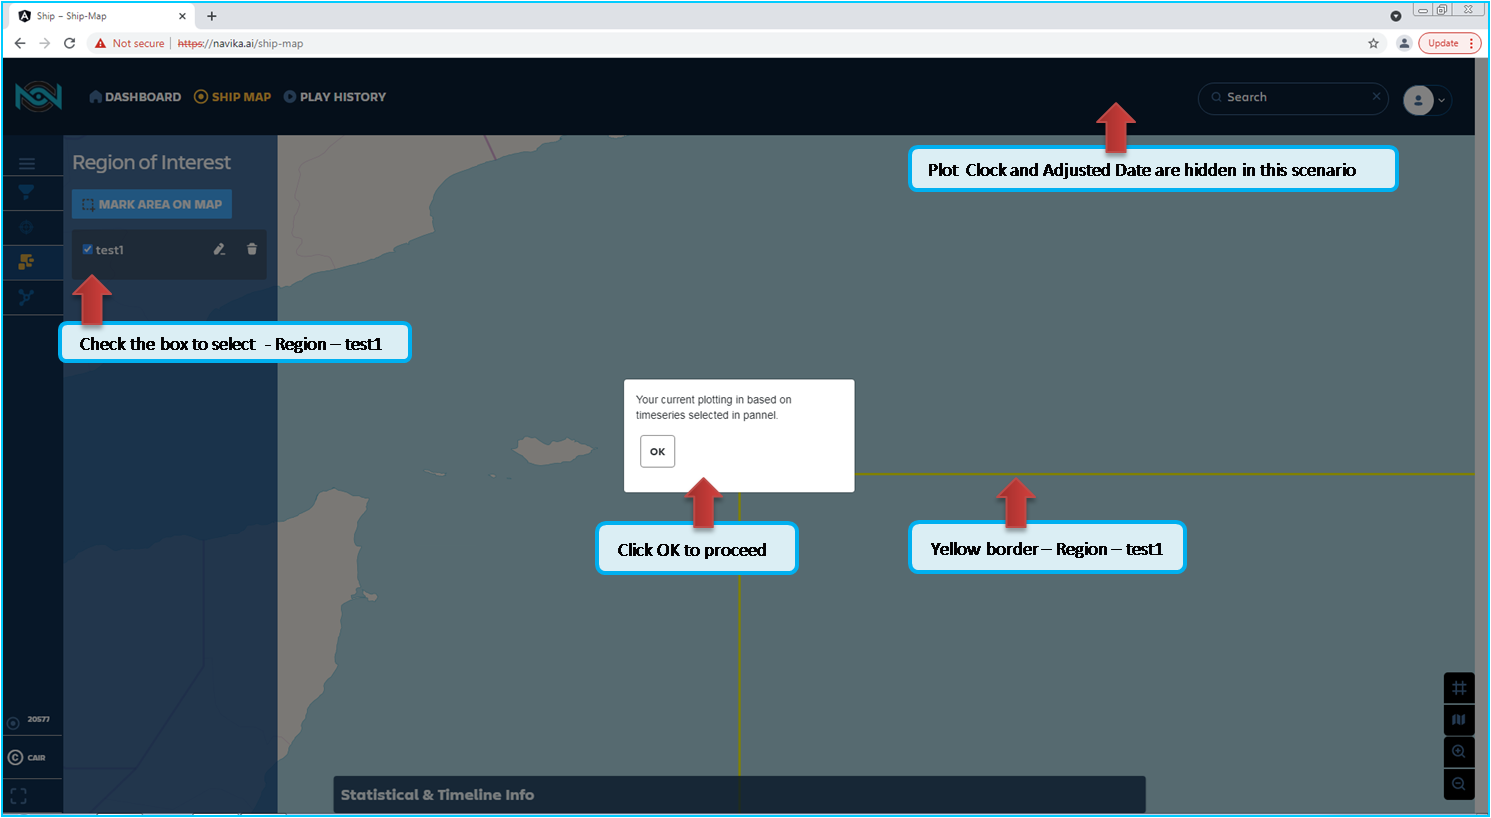 Ship – Ship-Map
Not secure
https://navika.ai/ship-map
Update
DASHBOARD
SHIP MAP
PLAY HISTORY
Search
Region of Interest
Plot Clock and Adjusted Date are hidden in this scenario
MARK AREA ON MAP
test1
Check the box to select - Region – test1
Your current plotting in based on
timeseries selected in pannel.
OK
Click OK to proceed
Yellow border – Region – test1
20577
CAIR
Statistical & Timeline Info